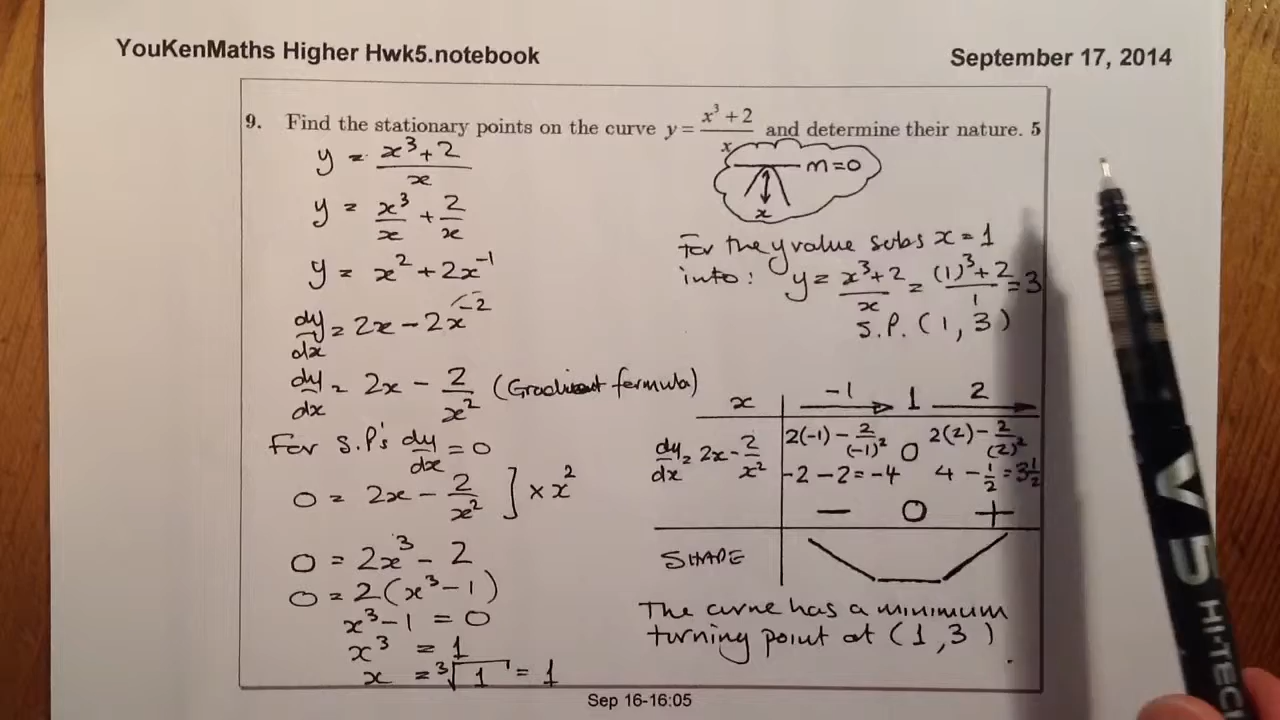 YouKenMaths Higher Hwk5.notebook
September 17, 2014
9. Find the stationary points on the curve y = (x³ + 2)/x and determine their nature. 5
y = (x³+2)/x
y = x³/x + 2/x
y = x² + 2x⁻¹
dy/dx = 2x - 2x⁻²
dy/dx = 2x - 2/x² (Gradient formula)
For S.P's dy/dx = 0
0 = 2x - 2/x² ] × x²
0 = 2x³ - 2
0 = 2(x³ - 1)
x³ - 1 = 0
x³ = 1
x = ³√1 = 1
m=0
x
For the y value subs x = 1
into: y = (x³+2)/x = ((1)³+2)/1 = 3
S.P. (1, 3)
x -1 1 2
dy/dx = 2x - 2/x² 2(-1) - 2/(-1)² 0 2(2) - 2/(2)²
-2 - 2 = -4 4 - 1/2 = 3 1/2
- 0 +
SHAPE
The curve has a minimum
turning point at (1, 3)
Sep 16-16:05
V5
HI-TEC